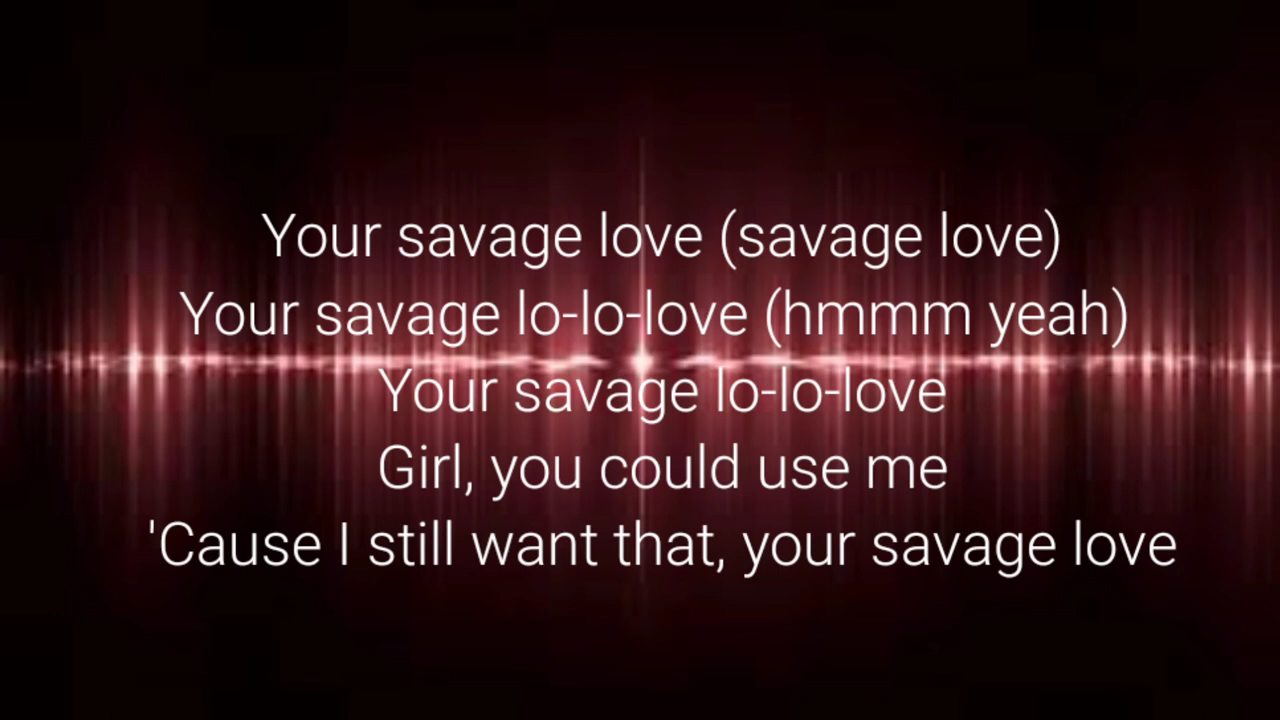 Your savage love (savage love)
Your savage lo-lo-love (hmmm yeah)
Your savage lo-lo-love
Girl, you could use me
'Cause I still want that, your savage love